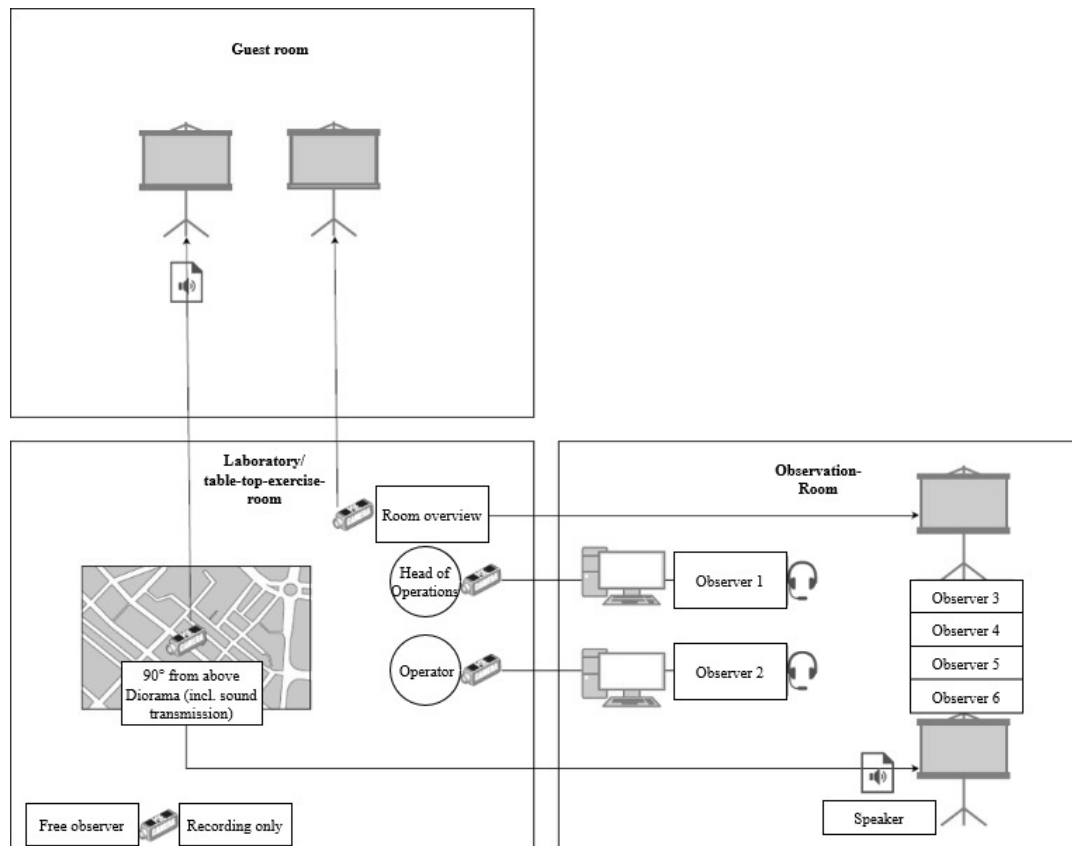 Guest room
Laboratory/
table-top-exercise-
room
Observation-
Room
Room overview
Head of
Operations
Observer 1
Observer 3
Observer 4
Operator
Observer 2
Observer 5
Observer 6
90° from above
Diorama (incl. sound
transmission)
Speaker
Free observer
Recording only